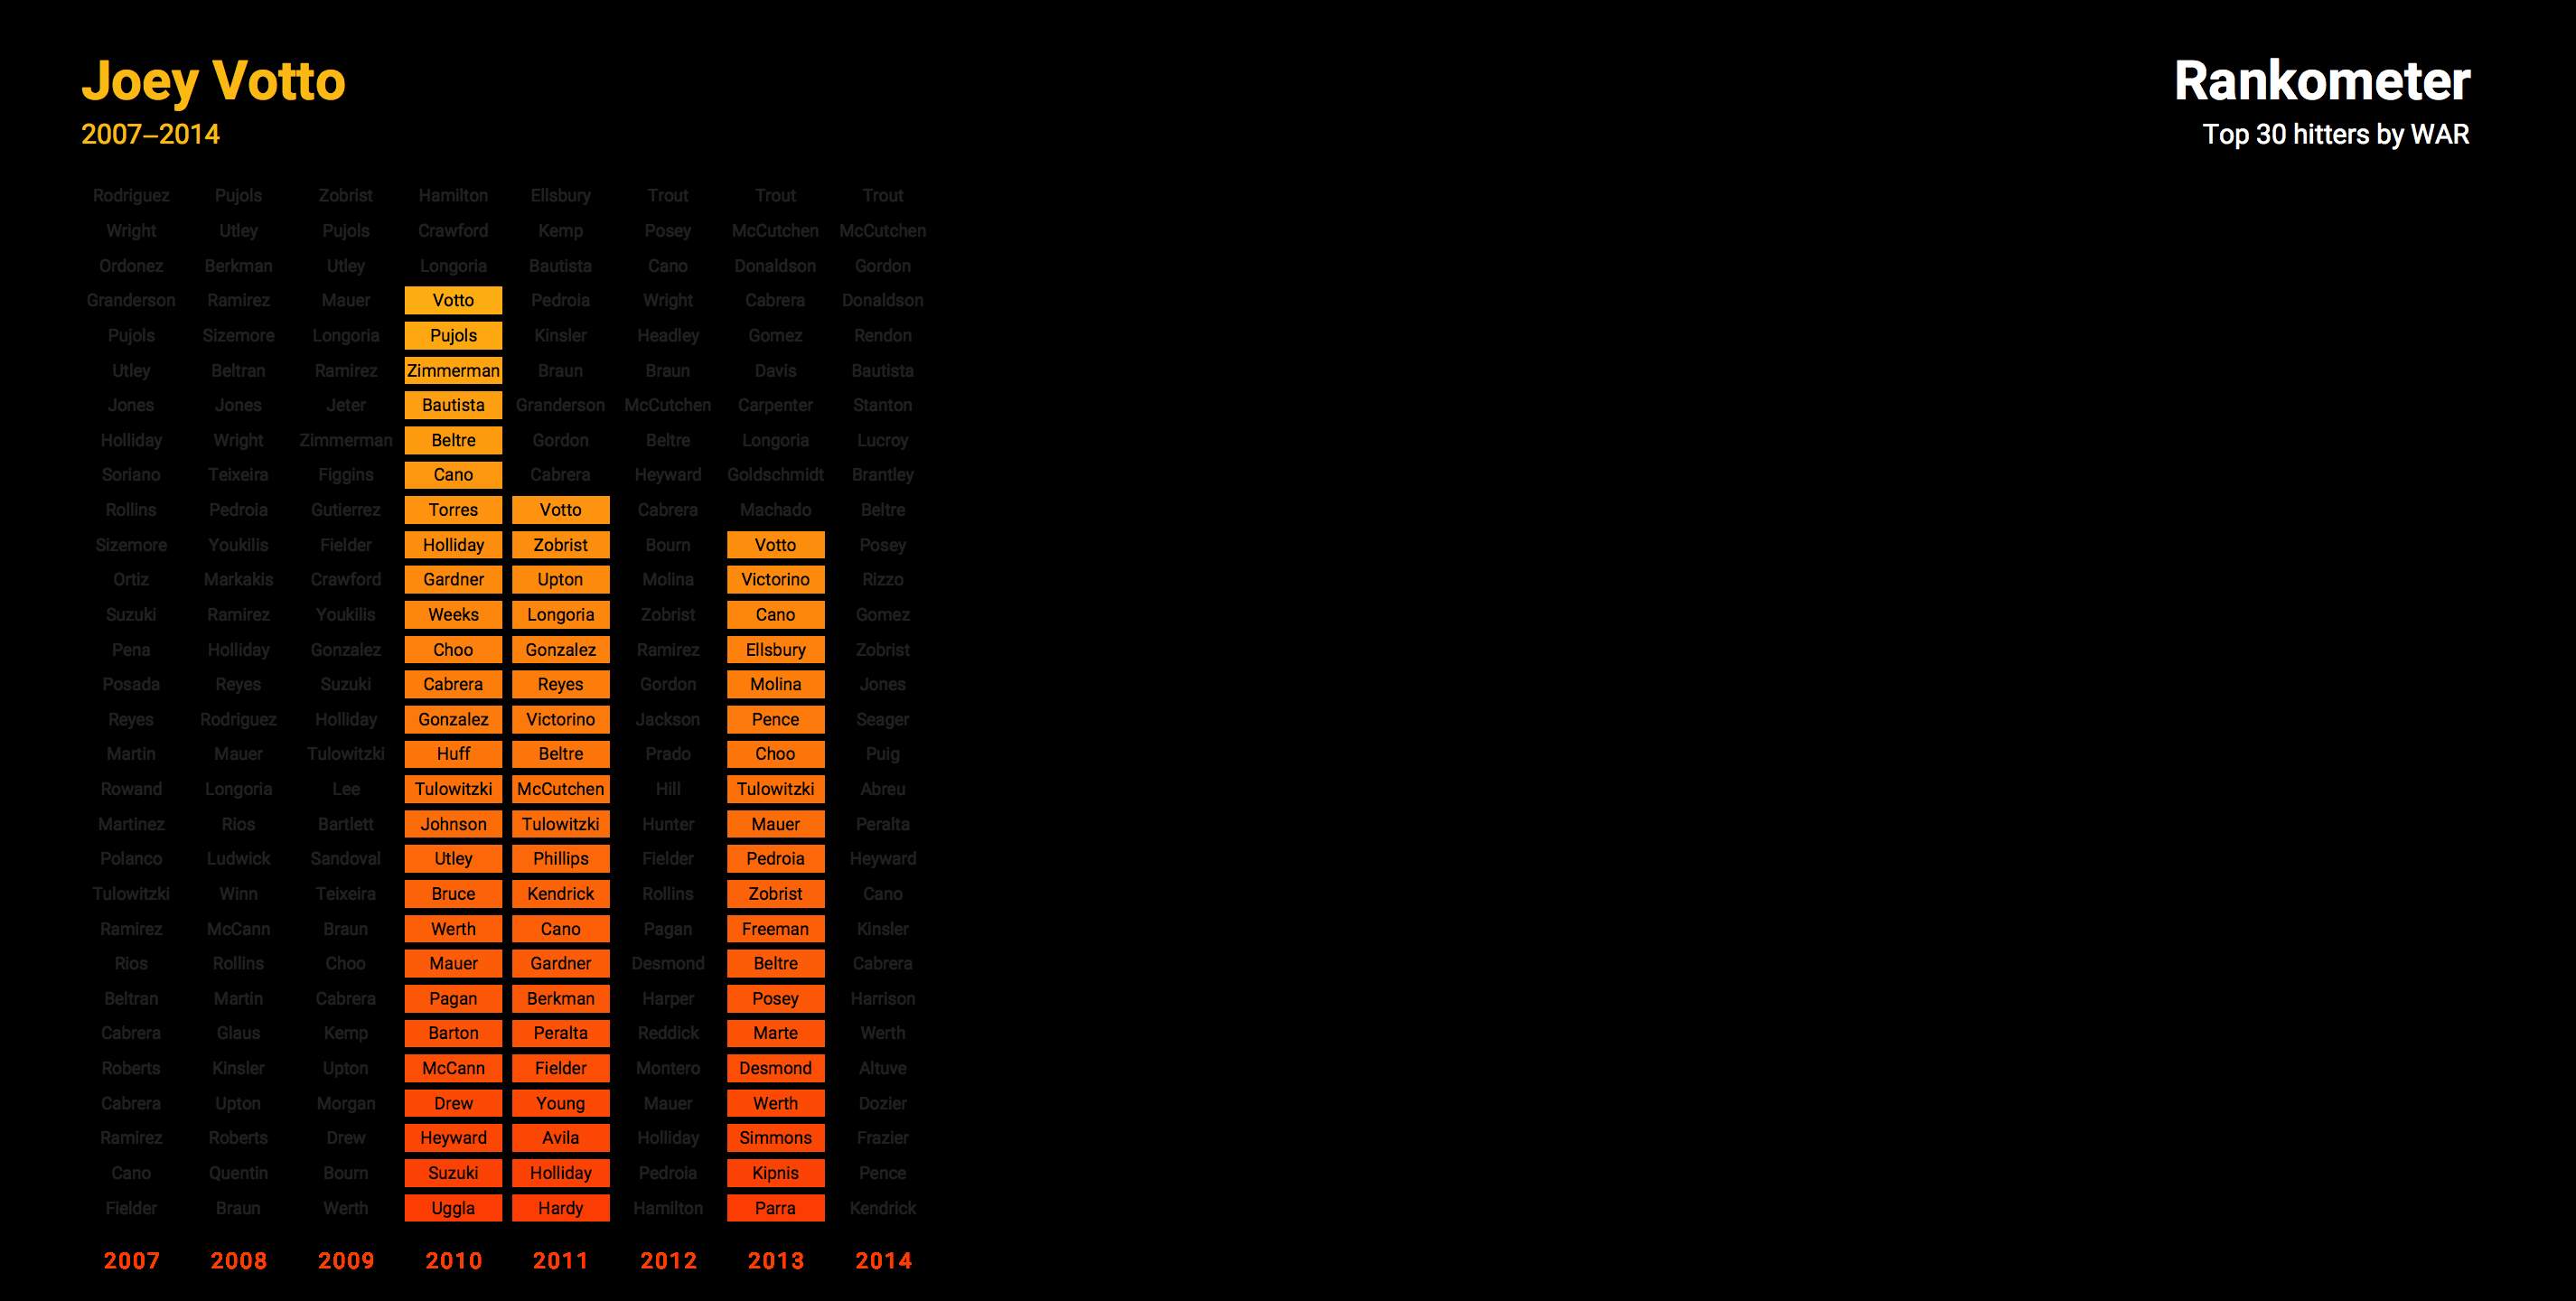 Joey Votto
2007–2014
Rankometer
Top 30 hitters by WAR
Rodriguez Pujols Zobrist Hamilton Ellsbury Trout Trout Trout
Wright Utley Pujols Crawford Kemp Posey McCutchen McCutchen
Ordonez Berkman Utley Longoria Bautista Cano Donaldson Gordon
Granderson Ramirez Mauer Votto Pedroia Wright Cabrera Donaldson
Pujols Sizemore Longoria Pujols Kinsler Headley Gomez Rendon
Utley Beltran Ramirez Zimmerman Braun Braun Davis Bautista
Jones Jones Jeter Bautista Granderson McCutchen Carpenter Stanton
Holliday Wright Zimmerman Beltre Gordon Beltre Longoria Lucroy
Soriano Teixeira Figgins Cano Cabrera Heyward Goldschmidt Brantley
Rollins Pedroia Gutierrez Torres Votto Cabrera Machado Beltre
Sizemore Youkilis Fielder Holliday Zobrist Bourn Votto Posey
Ortiz Markakis Crawford Gardner Upton Molina Victorino Rizzo
Suzuki Ramirez Youkilis Weeks Longoria Zobrist Cano Gomez
Pena Holliday Gonzalez Choo Gonzalez Ramirez Ellsbury Zobrist
Posada Reyes Suzuki Cabrera Reyes Gordon Molina Jones
Reyes Rodriguez Holliday Gonzalez Victorino Jackson Pence Seager
Martin Mauer Tulowitzki Huff Beltre Prado Choo Puig
Rowand Longoria Lee Tulowitzki McCutchen Hill Tulowitzki Abreu
Martinez Rios Bartlett Johnson Tulowitzki Hunter Mauer Peralta
Polanco Ludwick Sandoval Utley Phillips Fielder Pedroia Heyward
Tulowitzki Winn Teixeira Bruce Kendrick Rollins Zobrist Cano
Ramirez McCann Braun Werth Cano Pagan Freeman Kinsler
Rios Rollins Choo Mauer Gardner Desmond Beltre Cabrera
Beltran Martin Cabrera Pagan Berkman Harper Posey Harrison
Cabrera Glaus Kemp Barton Peralta Reddick Marte Werth
Roberts Kinsler Upton McCann Fielder Montero Desmond Altuve
Cabrera Upton Morgan Drew Young Mauer Werth Dozier
Ramirez Roberts Drew Heyward Avila Holliday Simmons Frazier
Cano Quentin Bourn Suzuki Holliday Pedroia Kipnis Pence
Fielder Braun Werth Uggla Hardy Hamilton Parra Kendrick
2007 2008 2009 2010 2011 2012 2013 2014